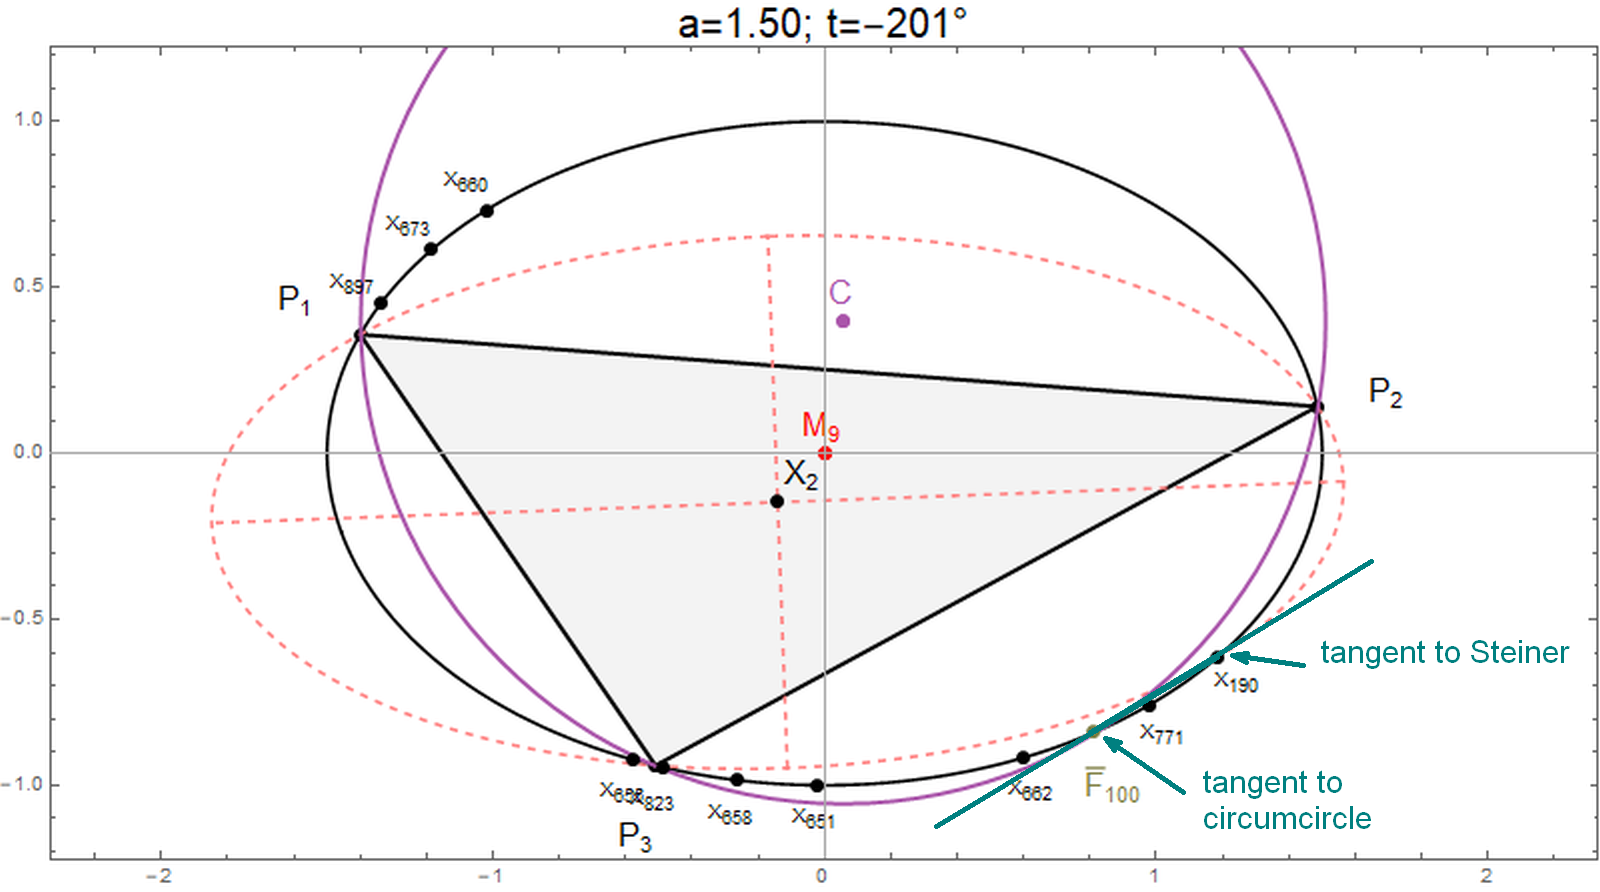 a=1.50; t=−201°
1.0
X660
X673
X897
0.5
P1
C
P2
M9
0.0
X2
−0.5
tangent to Steiner
X190
X771
tangent to
circumcircle
F̅100
X662
−1.0
X823
X658
X651
P3
−2
−1
0
1
2